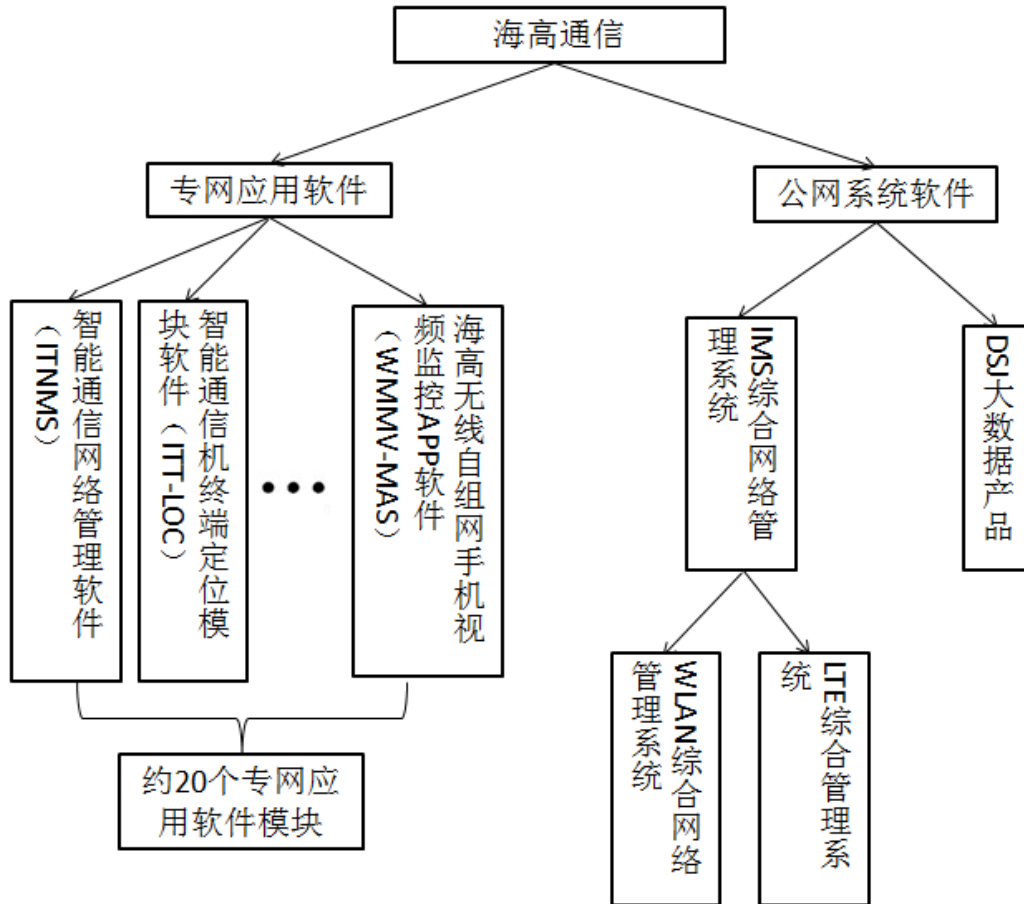 海高通信
专网应用软件
公网系统软件
智能通信网络管理软件
（ITNMS）
智能通信机终端定位模
块软件（ITT-LOC）
海高无线自组网手机视
频监控APP软件
（WMMV-MAS）
IMS综合网络管
理系统
DSJ大数据产品
WLAN综合网络
管理系统
LTE综合管理系
统
约20个专网应
用软件模块